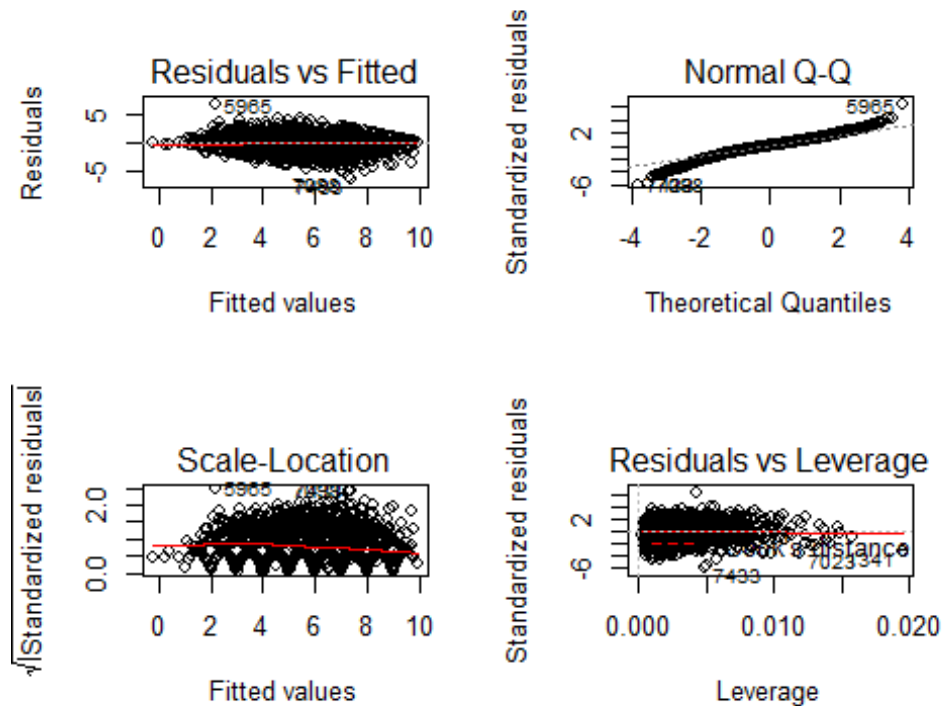 Residuals vs Fitted
Residuals
5965
5
-5
0 2 4 6 8 10
Fitted values
Normal Q-Q
Standardized residuals
5965
2
-6
-4 -2 0 2 4
Theoretical Quantiles
Scale-Location
√|Standardized residuals|
5965
2.0
1.0
0.0
0 2 4 6 8 10
Fitted values
Residuals vs Leverage
Standardized residuals
2
-6
distance
7433
7023
341
0.000 0.010 0.020
Leverage